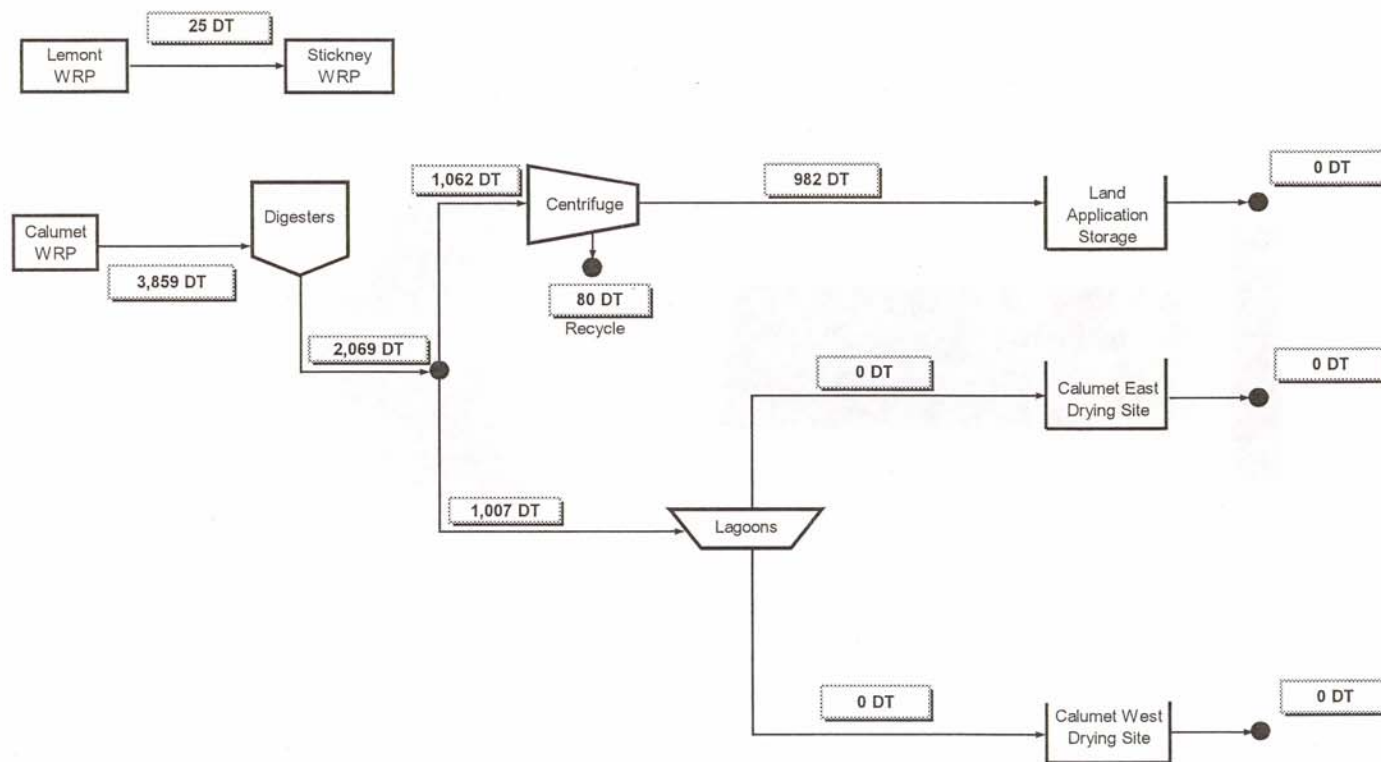 25 DT
Lemont
WRP
Stickney
WRP
1,062 DT
982 DT
0 DT
Digesters
Centrifuge
Land
Application
Storage
Calumet
WRP
3,859 DT
80 DT
Recycle
2,069 DT
0 DT
0 DT
Calumet East
Drying Site
1,007 DT
Lagoons
0 DT
0 DT
Calumet West
Drying Site